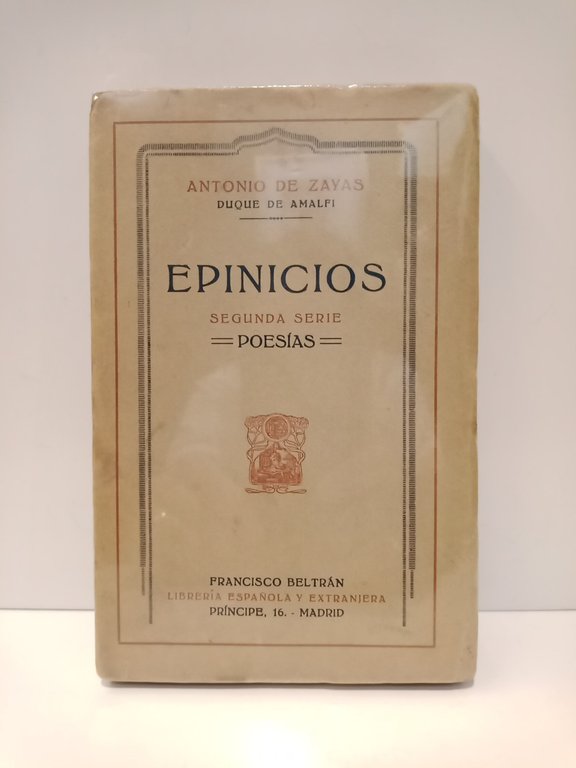 ANTONIO DE ZAYAS
DUQUE DE AMALFI
EPINICIOS
SEGUNDA SERIE
POESÍAS
FRANCISCO BELTRÁN
LIBRERÍA ESPAÑOLA Y EXTRANJERA
PRÍNCIPE, 16. - MADRID